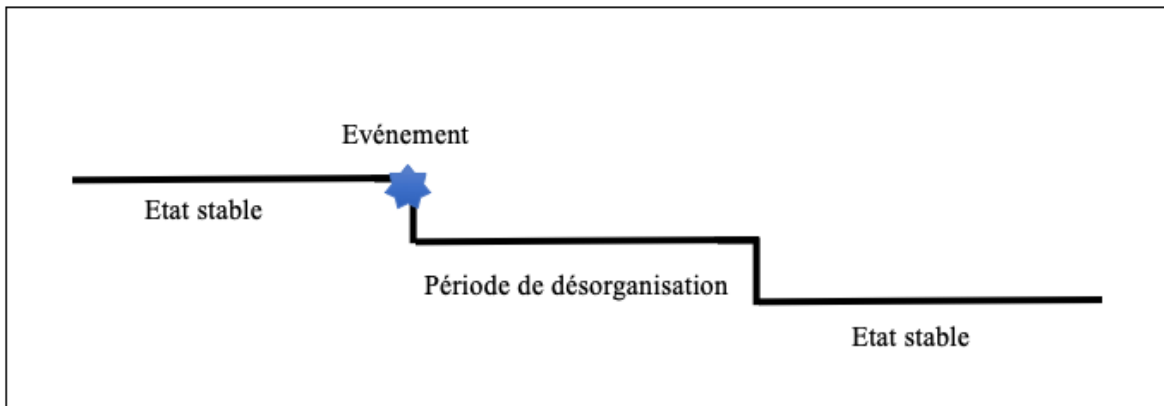 Evénement
Etat stable
Période de désorganisation
Etat stable